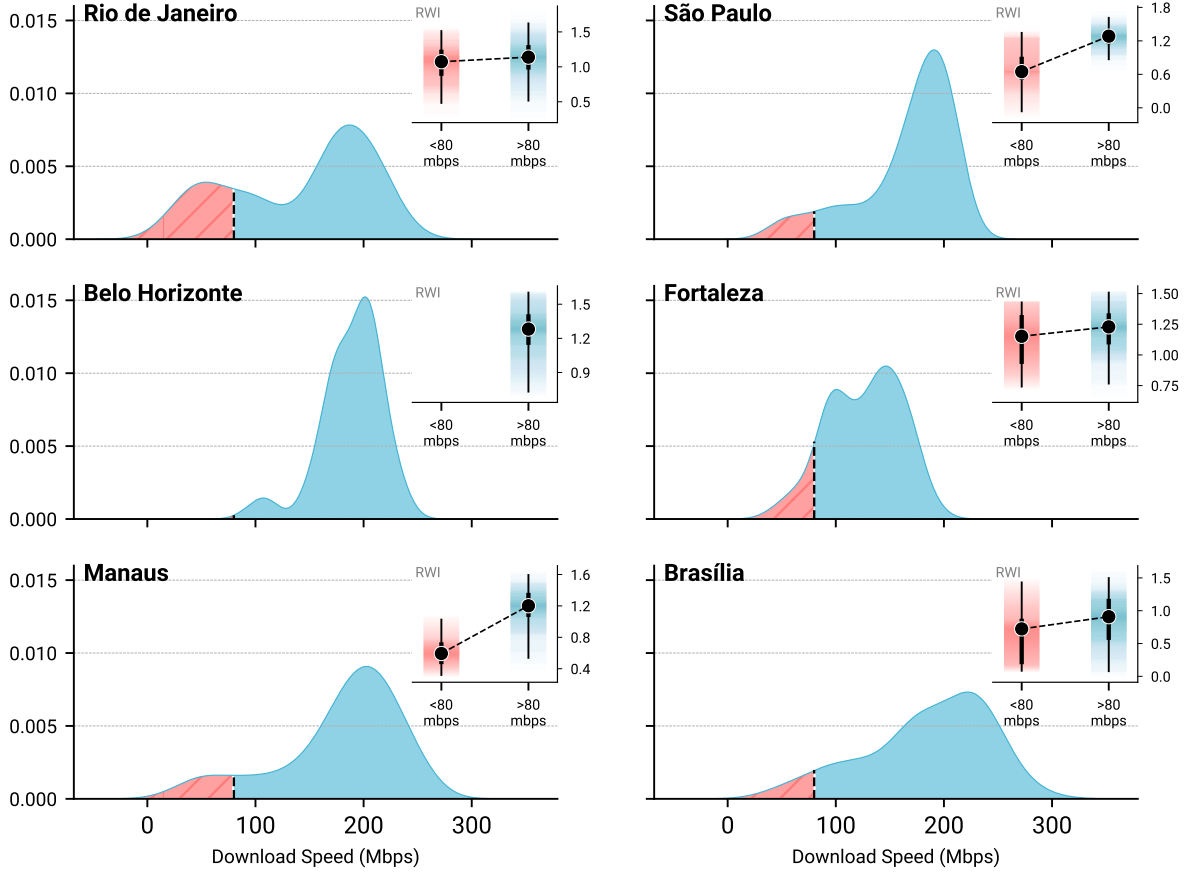 Rio de Janeiro
RWI
0.015
0.010
0.005
0.000
1.5
1.0
0.5
<80
mbps
>80
mbps
São Paulo
RWI
1.8
1.2
0.6
0.0
<80
mbps
>80
mbps
Belo Horizonte
RWI
0.015
0.010
0.005
0.000
1.5
1.2
0.9
<80
mbps
>80
mbps
Fortaleza
RWI
1.50
1.25
1.00
0.75
<80
mbps
>80
mbps
Manaus
RWI
0.015
0.010
0.005
0.000
1.6
1.2
0.8
0.4
<80
mbps
>80
mbps
0 100 200 300
Download Speed (Mbps)
Brasília
RWI
1.5
1.0
0.5
0.0
<80
mbps
>80
mbps
0 100 200 300
Download Speed (Mbps)